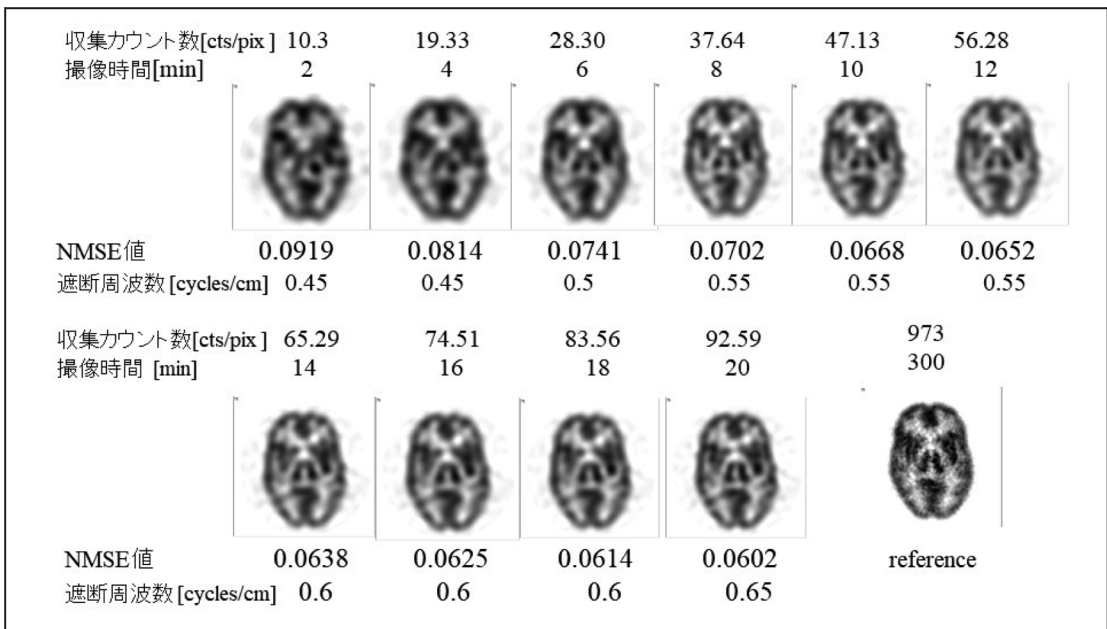 収集カウント数[cts/pix] 10.3 19.33 28.30 37.64 47.13 56.28
撮像時間[min] 2 4 6 8 10 12
NMSE値 0.0919 0.0814 0.0741 0.0702 0.0668 0.0652
遮断周波数[cycles/cm] 0.45 0.45 0.5 0.55 0.55 0.55
収集カウント数[cts/pix] 65.29 74.51 83.56 92.59 973
撮像時間 [min] 14 16 18 20 300
NMSE値 0.0638 0.0625 0.0614 0.0602 reference
遮断周波数[cycles/cm] 0.6 0.6 0.6 0.65